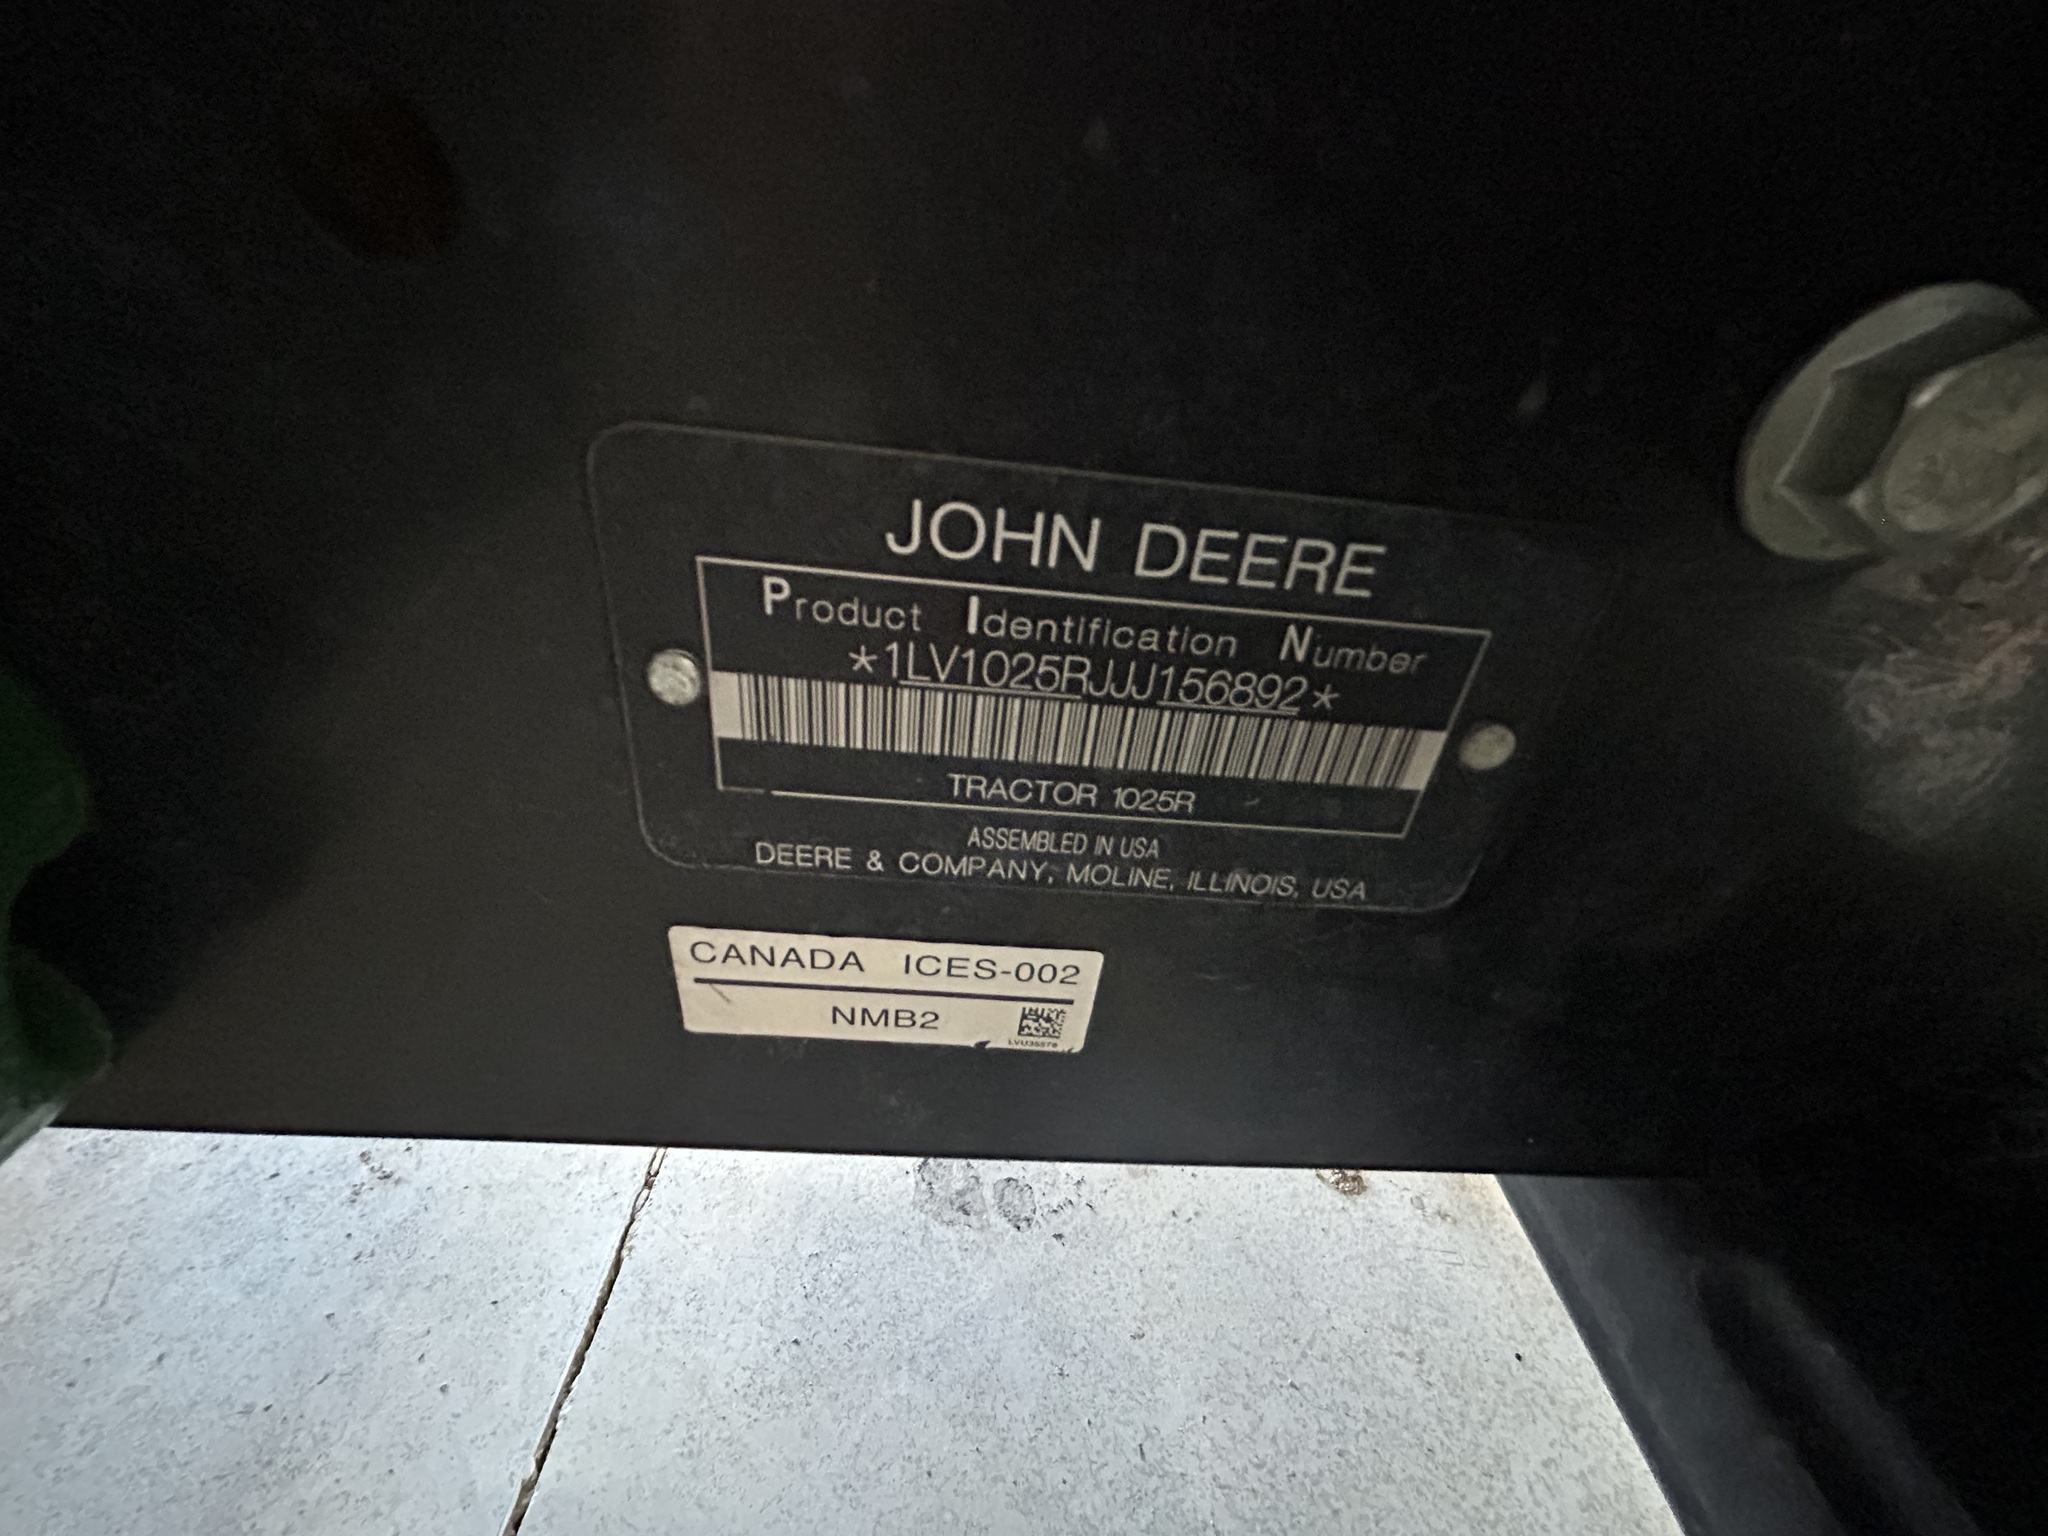 JOHN DEERE
Product Identification Number
*1LV1025RJJJ156892*
TRACTOR 1025R
ASSEMBLED IN USA
DEERE & COMPANY, MOLINE, ILLINOIS, USA
CANADA ICES-002
NMB2